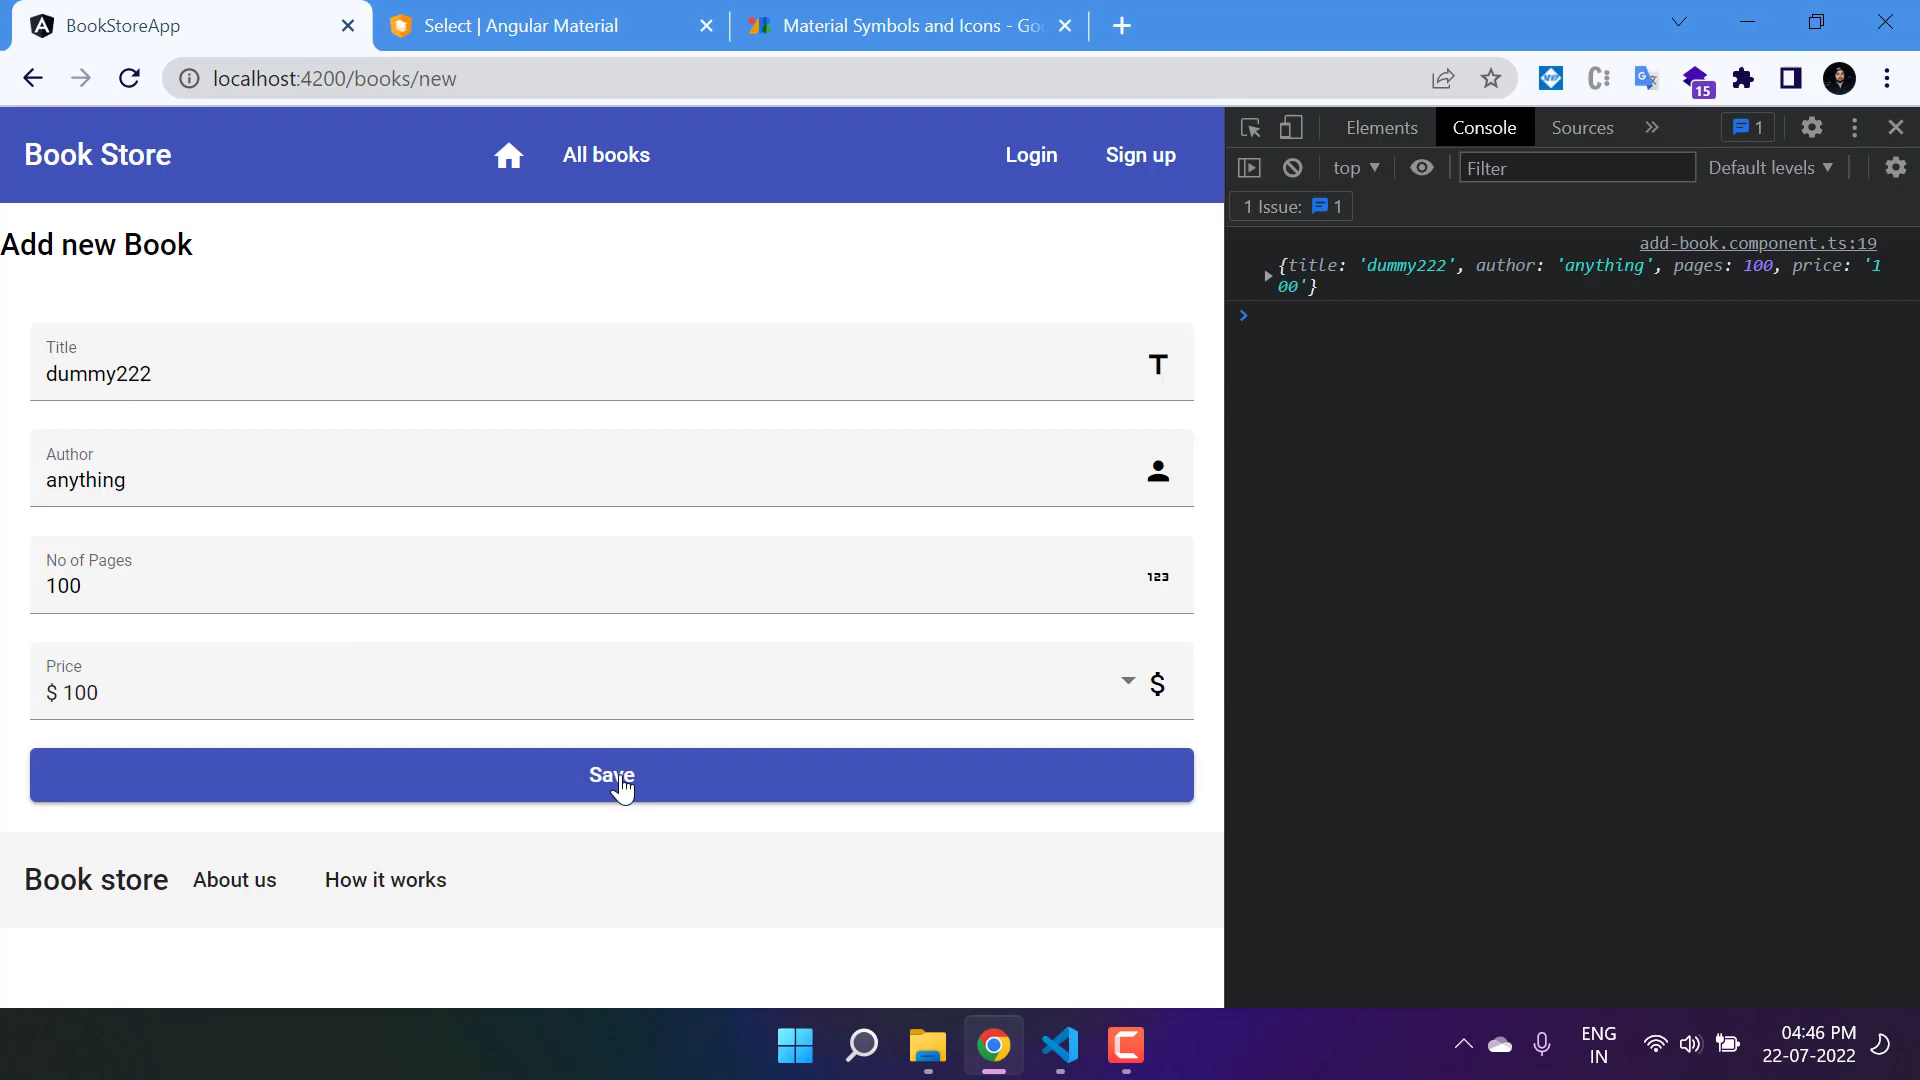 BookStoreApp
Select | Angular Material
Material Symbols and Icons - Go
localhost:4200/books/new
15
Book Store
All books
Login
Sign up
Add new Book
Title
dummy222
Author
anything
No of Pages
100
123
Price
$ 100
$
Save
Book store
About us
How it works
Elements
Console
Sources
1
top
Filter
Default levels
1 Issue: 1
add-book.component.ts:19
{title: 'dummy222', author: 'anything', pages: 100, price: '1
00'}
ENG
IN
04:46 PM
22-07-2022